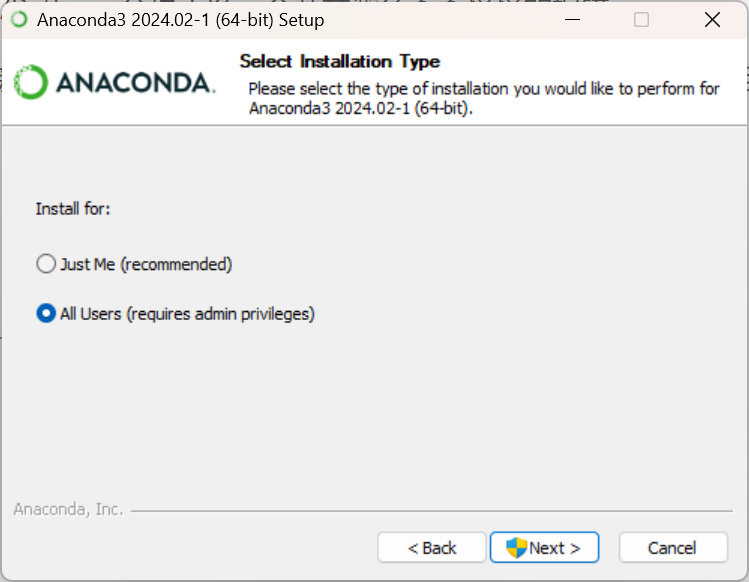 Anaconda3 2024.02-1 (64-bit) Setup
ANACONDA.
Select Installation Type
Please select the type of installation you would like to perform for
Anaconda3 2024.02-1 (64-bit).
Install for:
Just Me (recommended)
All Users (requires admin privileges)
Anaconda, Inc.
< Back
Next >
Cancel